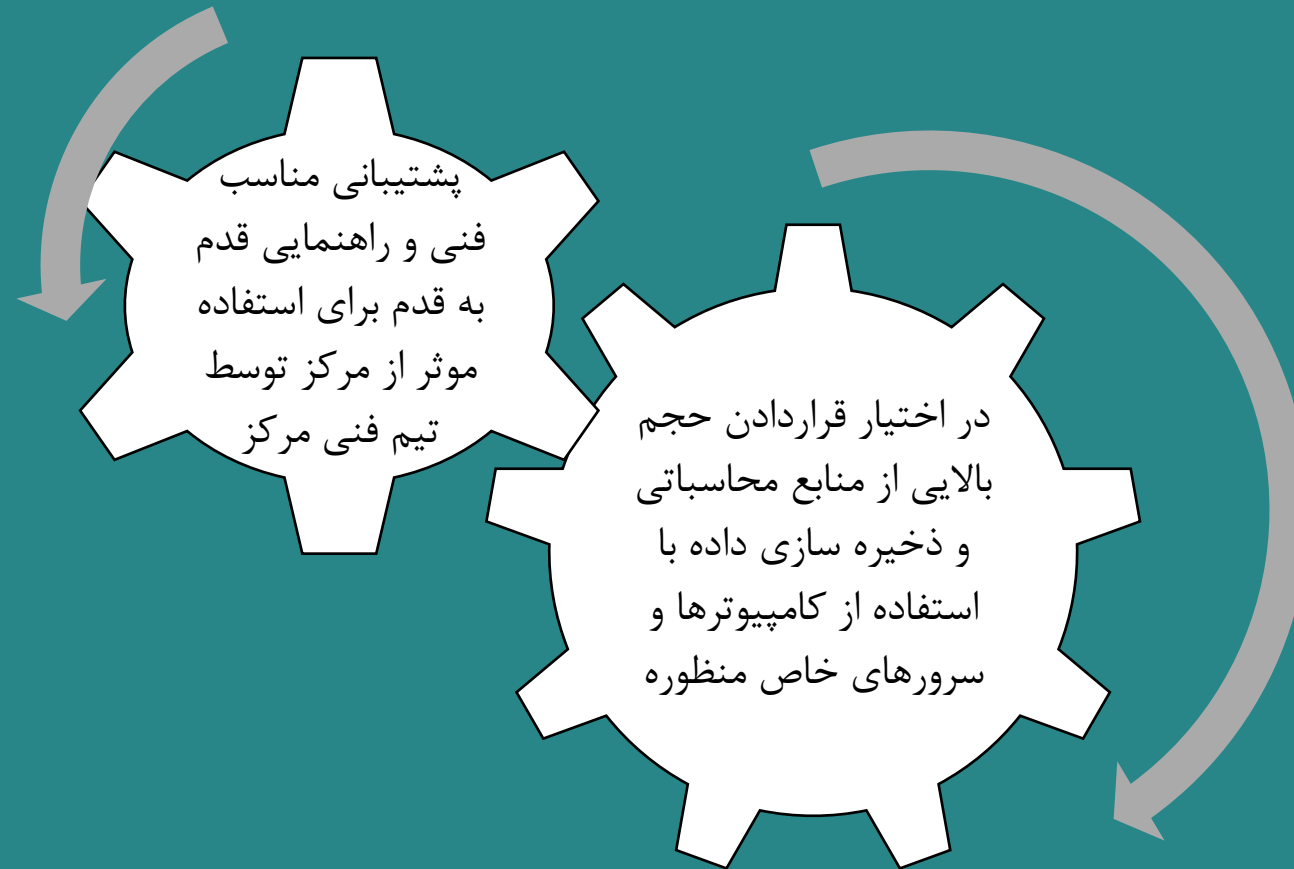 پشتیبانی مناسب
فنی و راهنمایی قدم
به قدم برای استفاده
موثر از مرکز توسط
تیم فنی مرکز
در اختیار قراردادن حجم
بالایی از منابع محاسباتی
و ذخیره سازی داده با
استفاده از کامپیوترها و
سرورهای خاص منظوره